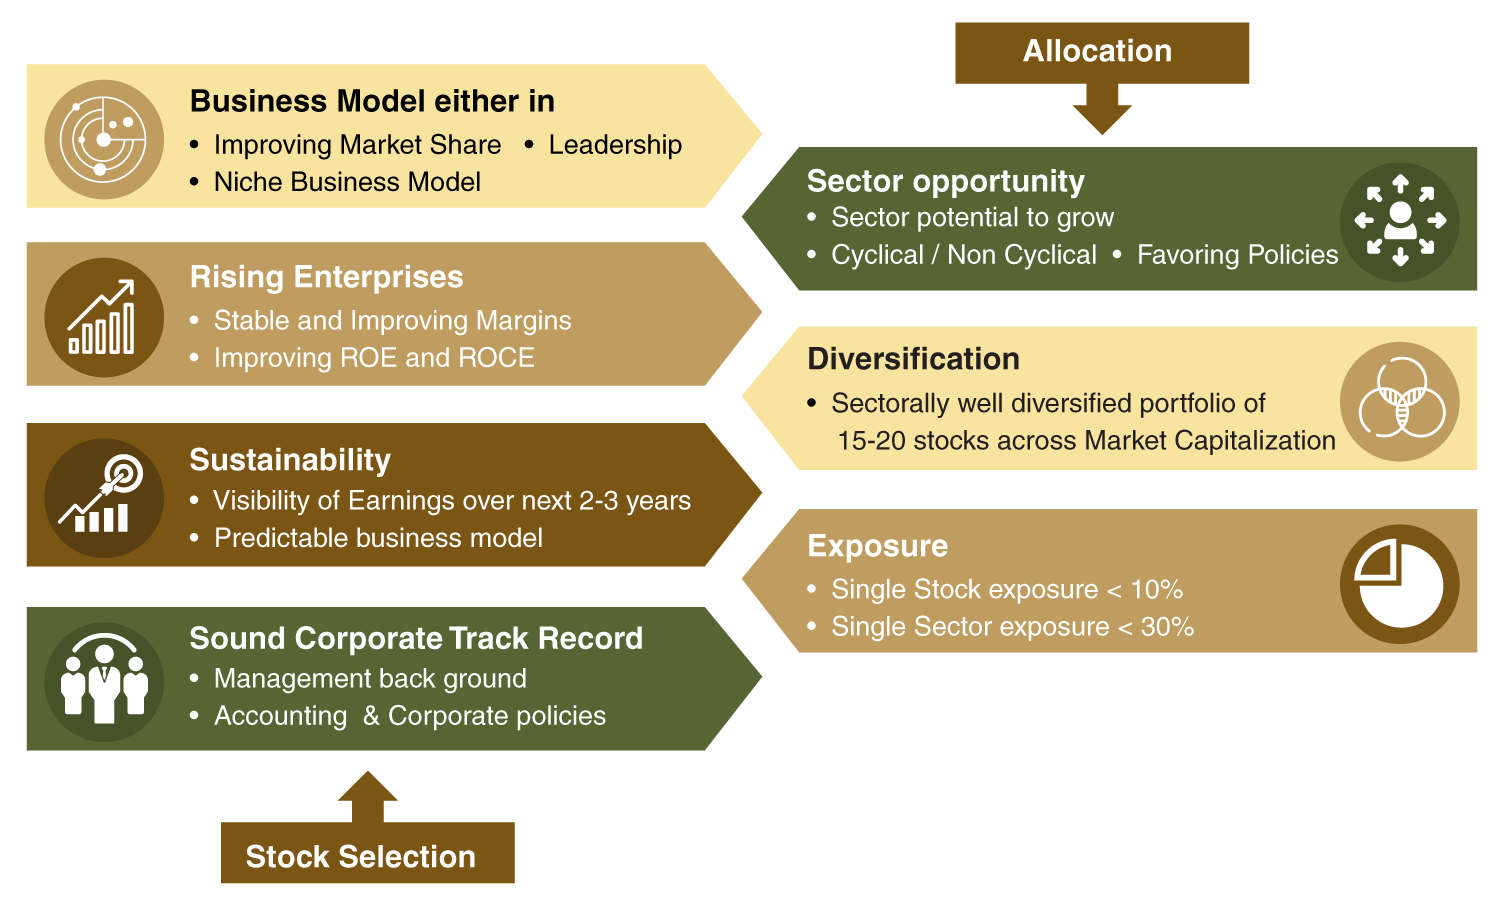 Business Model either in
• Improving Market Share • Leadership
• Niche Business Model
Rising Enterprises
• Stable and Improving Margins
• Improving ROE and ROCE
Sustainability
• Visibility of Earnings over next 2-3 years
• Predictable business model
Sound Corporate Track Record
• Management back ground
• Accounting & Corporate policies
Stock Selection
Allocation
Sector opportunity
• Sector potential to grow
• Cyclical / Non Cyclical • Favoring Policies
Diversification
• Sectorally well diversified portfolio of
15-20 stocks across Market Capitalization
Exposure
• Single Stock exposure < 10%
• Single Sector exposure < 30%